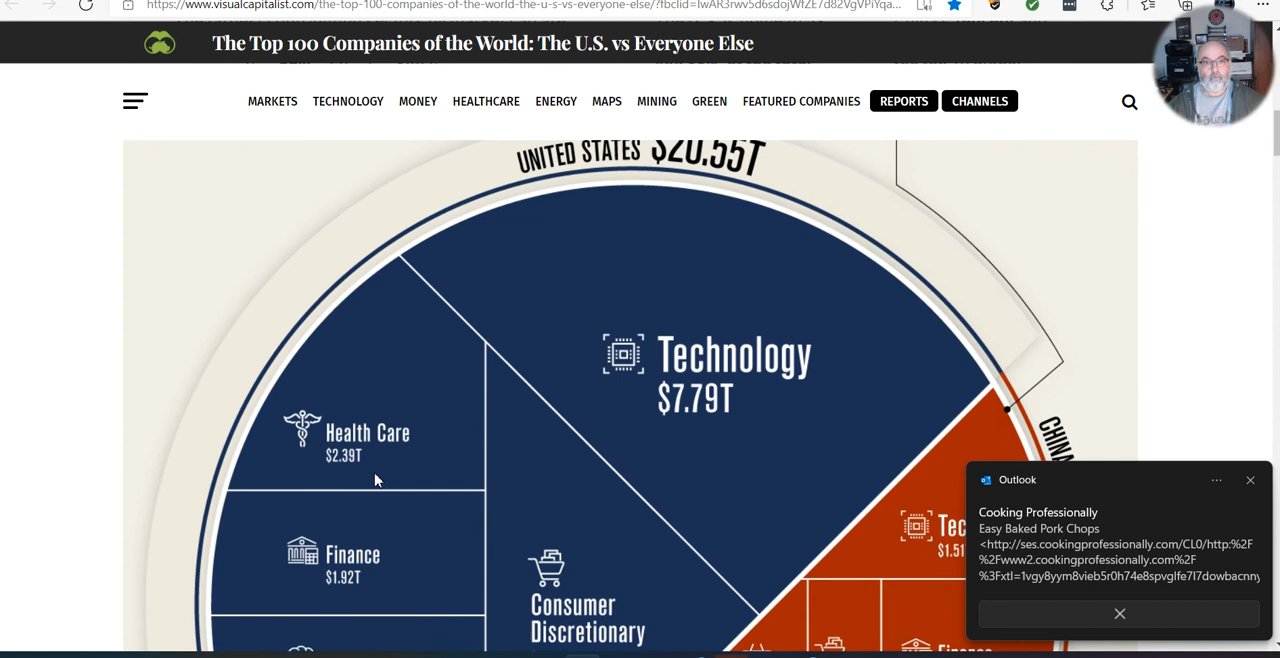 https://www.visualcapitalist.com/the-top-100-companies-of-the-world-the-u-s-vs-everyone-else/?fbclid=IwAR3rwv5d6sdojWfZE7d82VgVPiYqa...
The Top 100 Companies of the World: The U.S. vs Everyone Else
MARKETS TECHNOLOGY MONEY HEALTHCARE ENERGY MAPS MINING GREEN FEATURED COMPANIES REPORTS CHANNELS
UNITED STATES $20.55T
Technology
$7.79T
CHINA
Health Care
$2.39T
Finance
$1.92T
Consumer
Discretionary
Tec
$1.51
Finance
Outlook
Cooking Professionally
Easy Baked Pork Chops
<http://ses.cookingprofessionally.com/CL0/http:%2F
%2Fwww2.cookingprofessionally.com%2F
%3Fxtl=1vgy8yym8vieb5r0h74e8spvglfe7l7dowbacnny